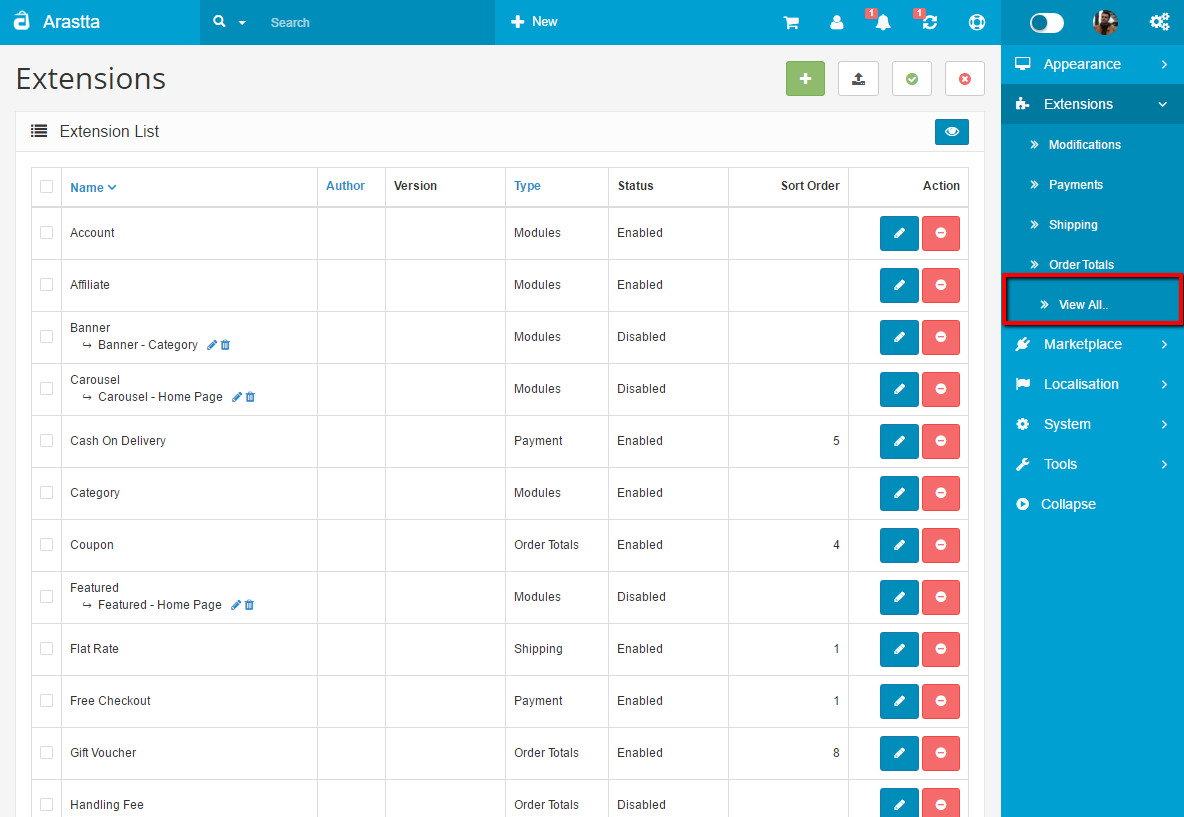 Arastta
Search
New
1
1
Extensions
Extension List
Name Author Version Type Status Sort Order Action
Account Modules Enabled
Affiliate Modules Enabled
Banner
Banner - Category
Modules Disabled
Carousel
Carousel - Home Page
Modules Disabled
Cash On Delivery Payment Enabled 5
Category Modules Enabled
Coupon Order Totals Enabled 4
Featured
Featured - Home Page
Modules Disabled
Flat Rate Shipping Enabled 1
Free Checkout Payment Enabled 1
Gift Voucher Order Totals Enabled 8
Handling Fee Order Totals Disabled
Appearance
Extensions
Modifications
Payments
Shipping
Order Totals
View All..
Marketplace
Localisation
System
Tools
Collapse